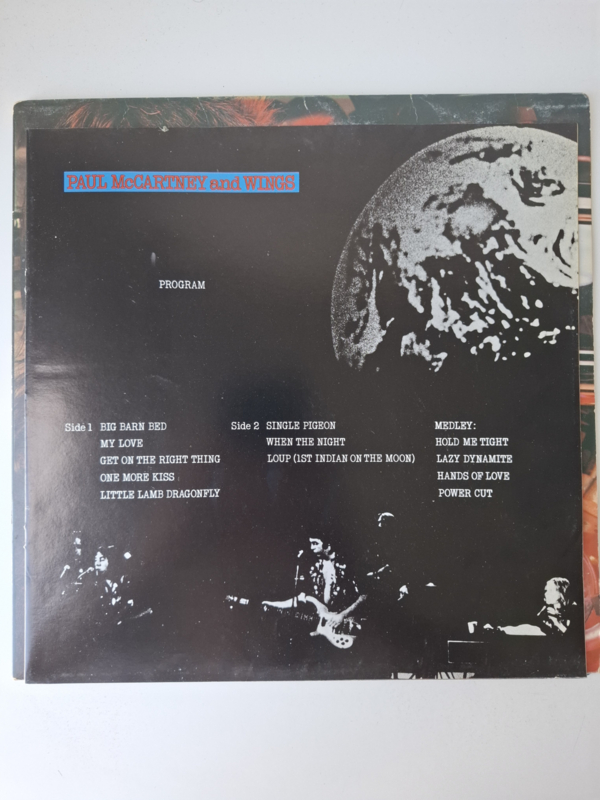 PAUL McCARTNEY and WINGS
PROGRAM
Side 1 BIG BARN BED
MY LOVE
GET ON THE RIGHT THING
ONE MORE KISS
LITTLE LAMB DRAGONFLY
Side 2 SINGLE PIGEON
WHEN THE NIGHT
LOUP (1ST INDIAN ON THE MOON)
MEDLEY:
HOLD ME TIGHT
LAZY DYNAMITE
HANDS OF LOVE
POWER CUT